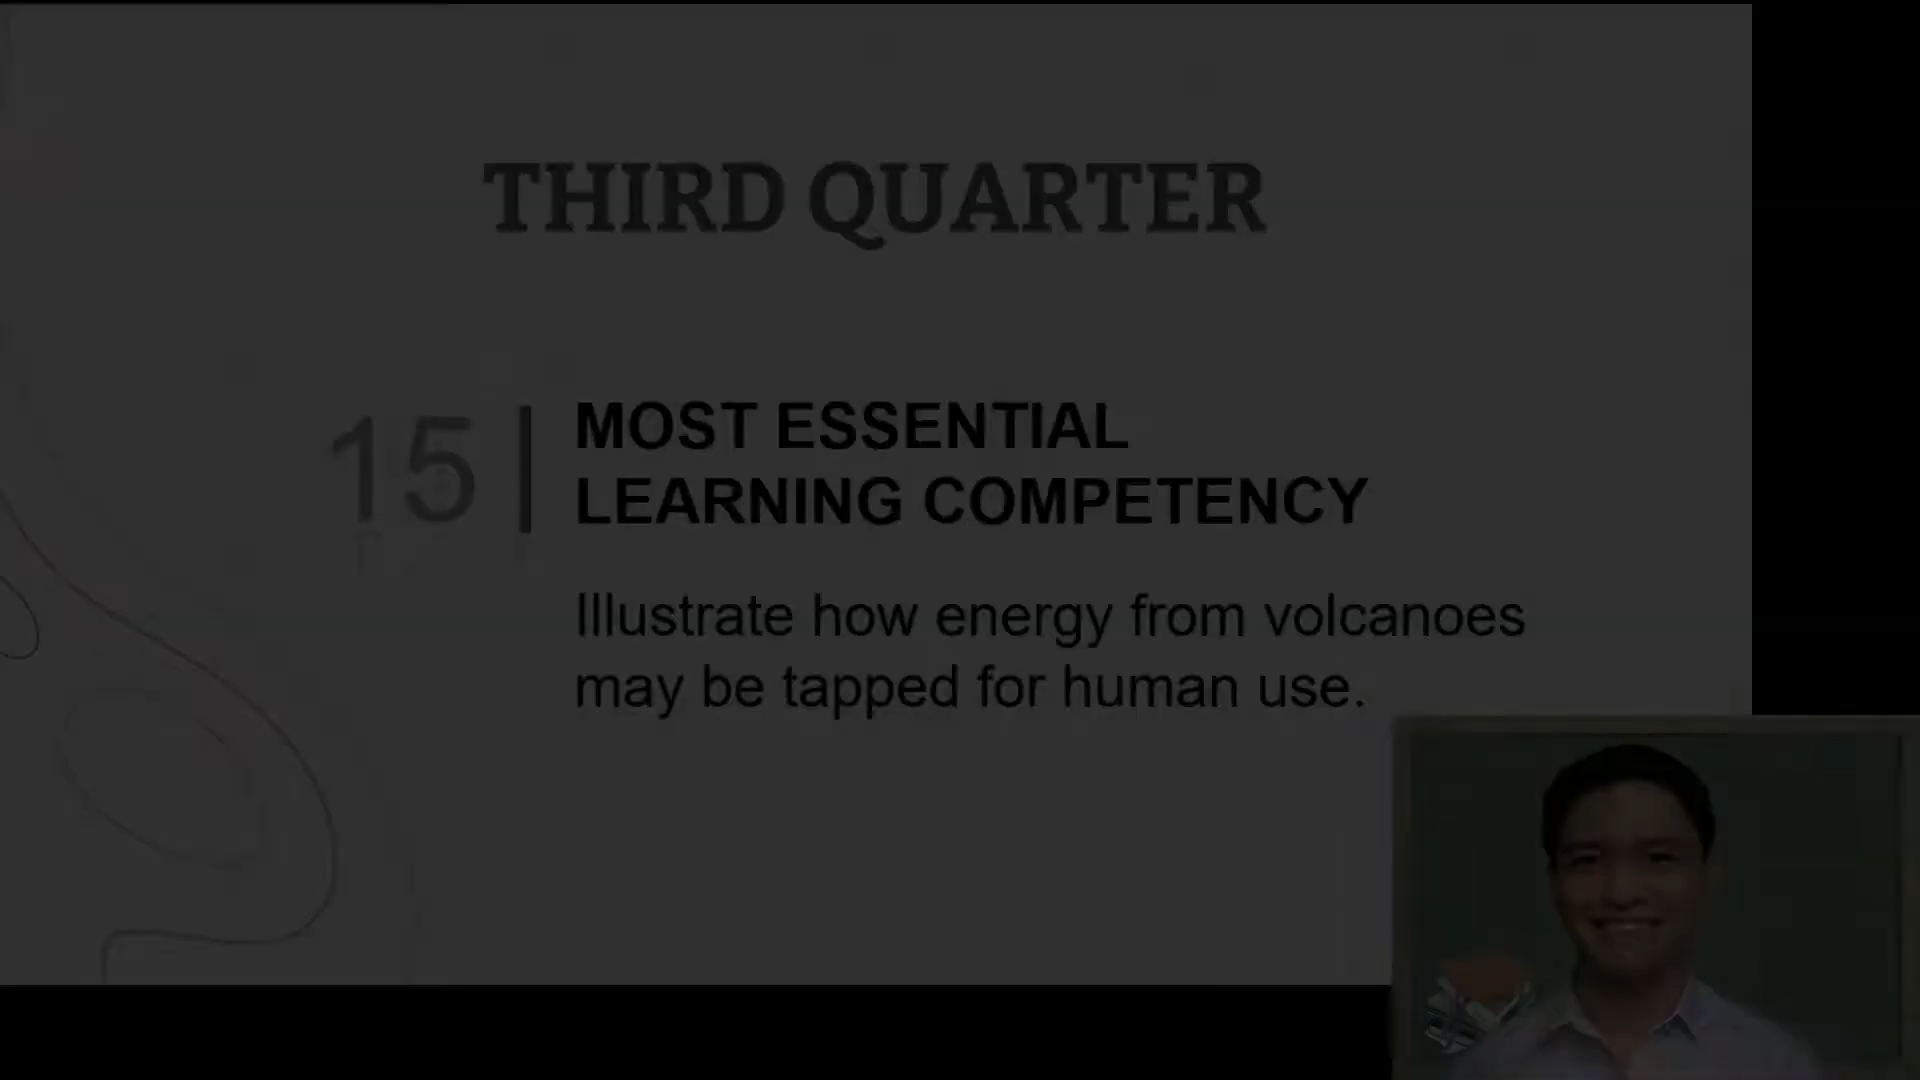 THIRD QUARTER
15
MOST ESSENTIAL
LEARNING COMPETENCY
Illustrate how energy from volcanoes
may be tapped for human use.